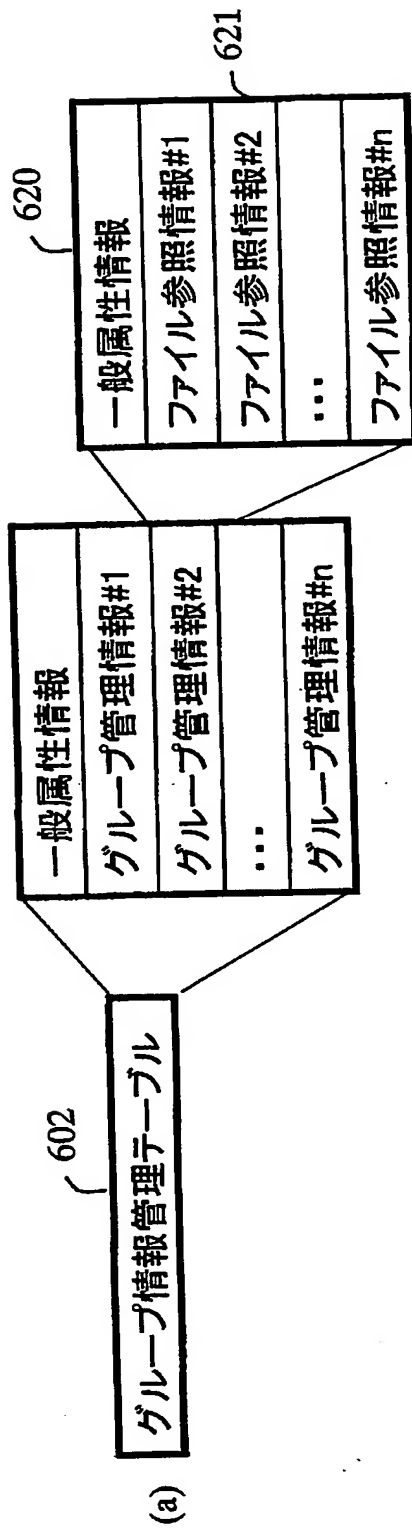 (a)
602
グループ情報管理テーブル
一般属性情報
グループ管理情報#1
グループ管理情報#2
...
グループ管理情報#n
620
一般属性情報
ファイル参照情報#1
ファイル参照情報#2
621
...
ファイル参照情報#n